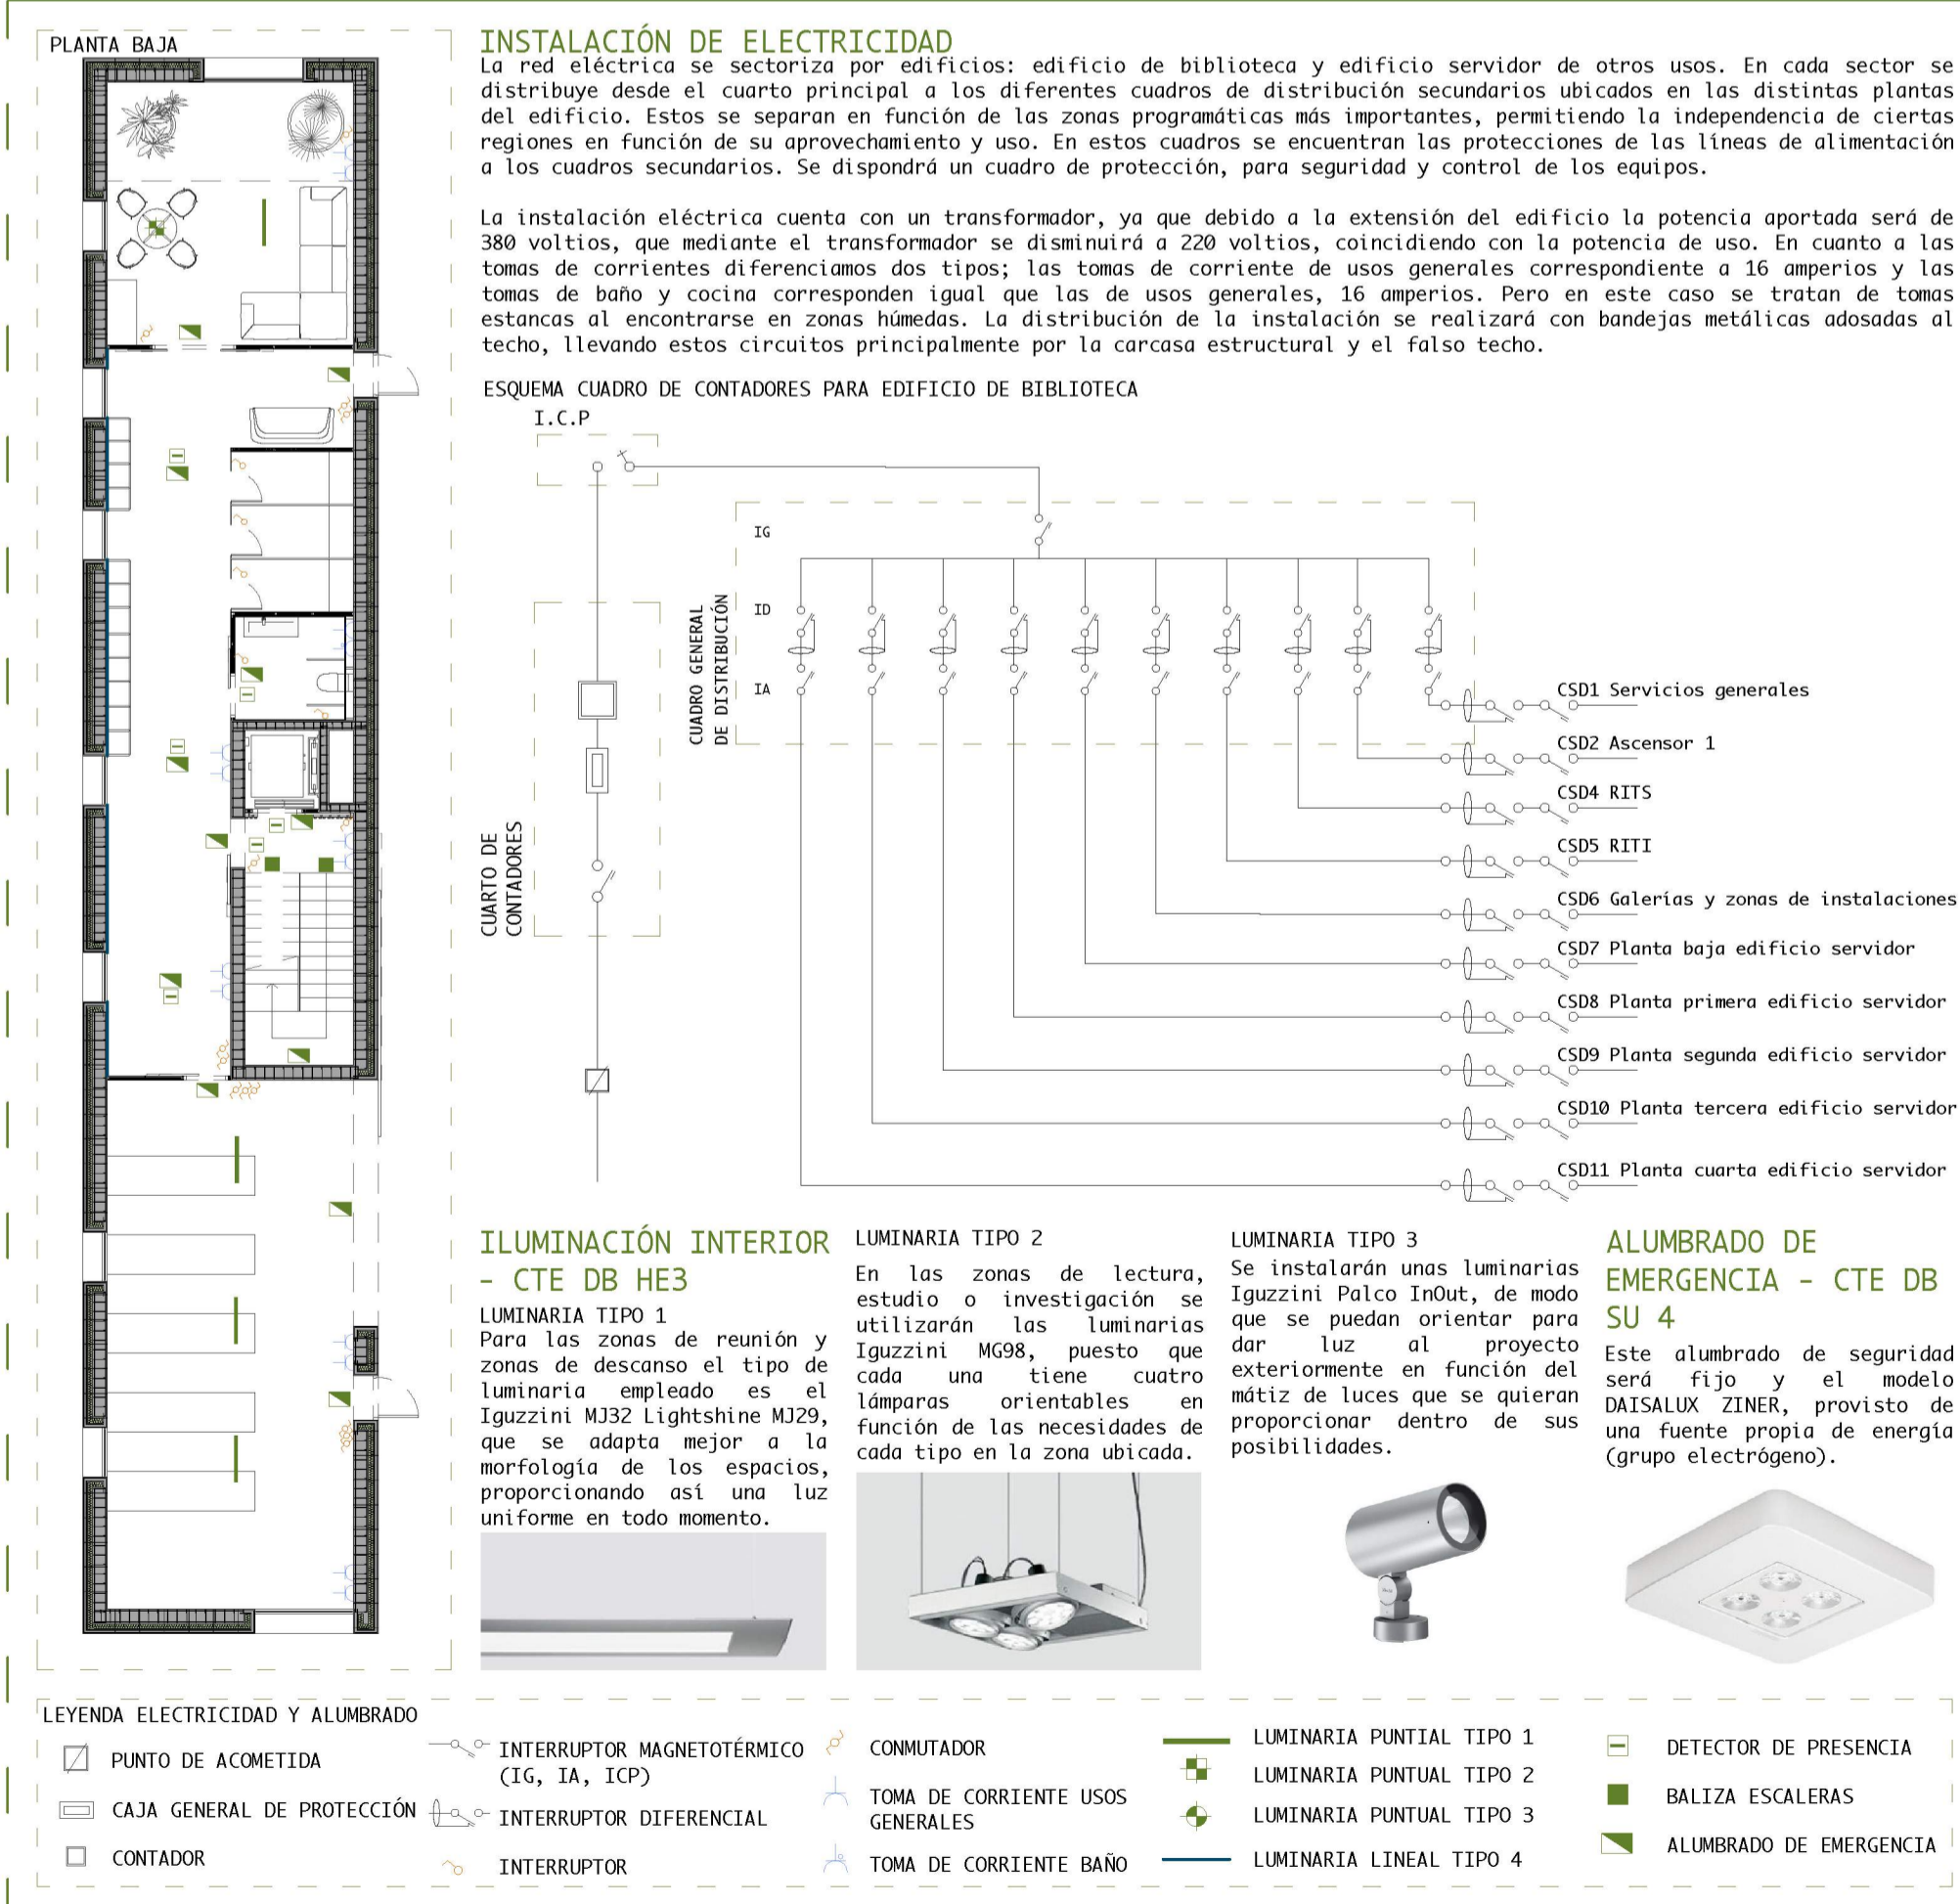 PLANTA BAJA
INSTALACIÓN DE ELECTRICIDAD
La red eléctrica se sectoriza por edificios: edificio de biblioteca y edificio servidor de otros usos. En cada sector se
distribuye desde el cuarto principal a los diferentes cuadros de distribución secundarios ubicados en las distintas plantas
del edificio. Estos se separan en función de las zonas programáticas más importantes, permitiendo la independencia de ciertas
regiones en función de su aprovechamiento y uso. En estos cuadros se encuentran las protecciones de las líneas de alimentación
a los cuadros secundarios. Se dispondrá un cuadro de protección, para seguridad y control de los equipos.
La instalación eléctrica cuenta con un transformador, ya que debido a la extensión del edificio la potencia aportada será de
380 voltios, que mediante el transformador se disminuirá a 220 voltios, coincidiendo con la potencia de uso. En cuanto a las
tomas de corrientes diferenciamos dos tipos; las tomas de corriente de usos generales correspondiente a 16 amperios y las
tomas de baño y cocina corresponden igual que las de usos generales, 16 amperios. Pero en este caso se tratan de tomas
estancas al encontrarse en zonas húmedas. La distribución de la instalación se realizará con bandejas metálicas adosadas al
techo, llevando estos circuitos principalmente por la carcasa estructural y el falso techo.
ESQUEMA CUADRO DE CONTADORES PARA EDIFICIO DE BIBLIOTECA
I.C.P
CUARTO DE
CONTADORES
CUADRO GENERAL
DE DISTRIBUCIÓN
IG
ID
IA
CSD1 Servicios generales
CSD2 Ascensor 1
CSD4 RITS
CSD5 RITI
CSD6 Galerías y zonas de instalaciones
CSD7 Planta baja edificio servidor
CSD8 Planta primera edificio servidor
CSD9 Planta segunda edificio servidor
CSD10 Planta tercera edificio servidor
CSD11 Planta cuarta edificio servidor
ILUMINACIÓN INTERIOR
- CTE DB HE3
LUMINARIA TIPO 1
Para las zonas de reunión y
zonas de descanso el tipo de
luminaria empleado es el
Iguzzini MJ32 Lightshine MJ29,
que se adapta mejor a la
morfología de los espacios,
proporcionando así una luz
uniforme en todo momento.
LUMINARIA TIPO 2
En las zonas de lectura,
estudio o investigación se
utilizarán las luminarias
Iguzzini MG98, puesto que
cada una tiene cuatro
lámparas orientables en
función de las necesidades de
cada tipo en la zona ubicada.
LUMINARIA TIPO 3
Se instalarán unas luminarias
Iguzzini Palco InOut, de modo
que se puedan orientar para
dar luz al proyecto
exteriormente en función del
mátiz de luces que se quieran
proporcionar dentro de sus
posibilidades.
ALUMBRADO DE
EMERGENCIA - CTE DB
SU 4
Este alumbrado de seguridad
será fijo y el modelo
DAISALUX ZINER, provisto de
una fuente propia de energía
(grupo electrógeno).
LEYENDA ELECTRICIDAD Y ALUMBRADO
PUNTO DE ACOMETIDA
CAJA GENERAL DE PROTECCIÓN
CONTADOR
INTERRUPTOR MAGNETOTÉRMICO
(IG, IA, ICP)
INTERRUPTOR DIFERENCIAL
INTERRUPTOR
CONMUTADOR
TOMA DE CORRIENTE USOS
GENERALES
TOMA DE CORRIENTE BAÑO
LUMINARIA PUNTIAL TIPO 1
LUMINARIA PUNTUAL TIPO 2
LUMINARIA PUNTUAL TIPO 3
LUMINARIA LINEAL TIPO 4
DETECTOR DE PRESENCIA
BALIZA ESCALERAS
ALUMBRADO DE EMERGENCIA